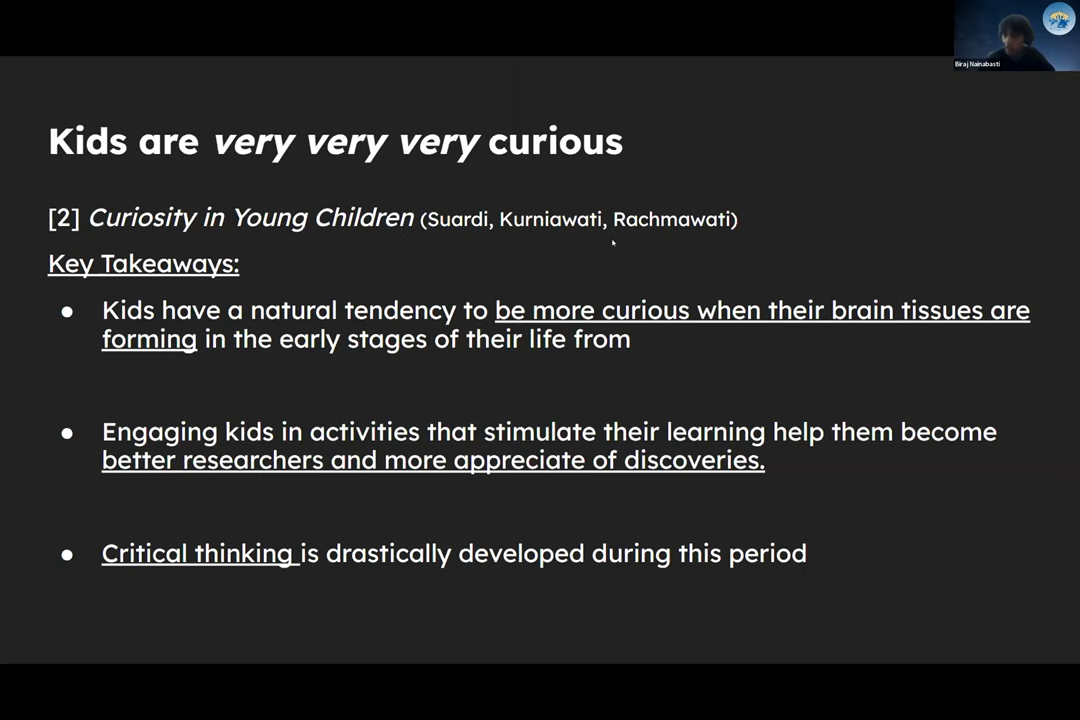 Biraj Nainabasti
Kids are very very very curious
[2] Curiosity in Young Children (Suardi, Kurniawati, Rachmawati)
Key Takeaways:
● Kids have a natural tendency to be more curious when their brain tissues are
forming in the early stages of their life from
● Engaging kids in activities that stimulate their learning help them become
better researchers and more appreciate of discoveries.
● Critical thinking is drastically developed during this period